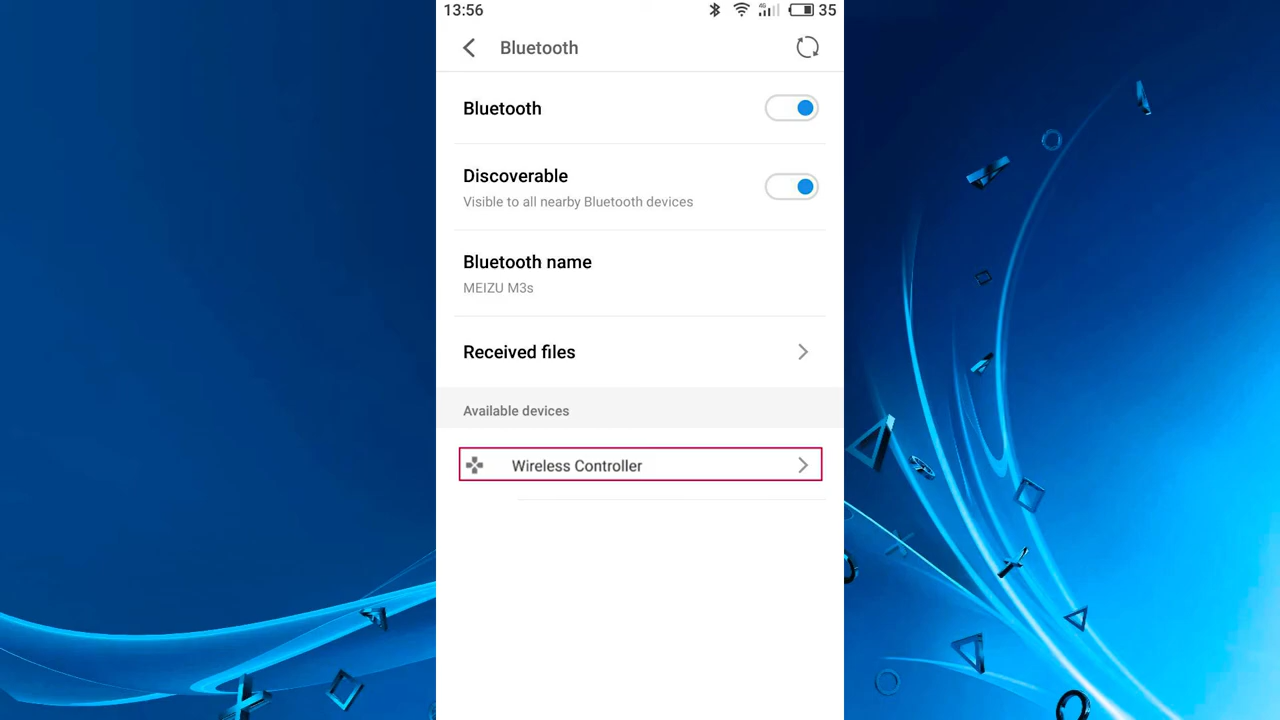 13:56
4G
35
Bluetooth
Bluetooth
Discoverable
Visible to all nearby Bluetooth devices
Bluetooth name
MEIZU M3s
Received files
Available devices
Wireless Controller